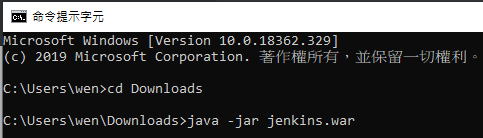 命令提示字元
Microsoft Windows [Version 10.0.18362.329]
(c) 2019 Microsoft Corporation. 著作權所有，並保留一切權利。
C:\Users\wen>cd Downloads
C:\Users\wen\Downloads>java -jar jenkins.war